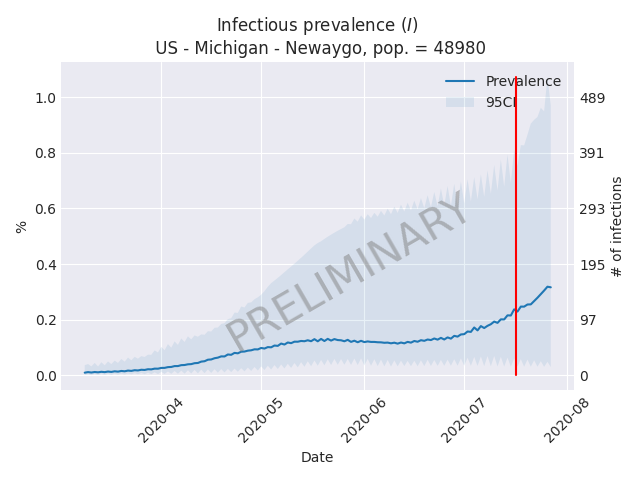 Infectious prevalence (I)
US - Michigan - Newaygo, pop. = 48980
Prevalence
95CI
1.0
0.8
0.6
0.4
0.2
0.0
%
489
391
293
195
97
0
# of infections
PRELIMINARY
2020-04
2020-05
2020-06
2020-07
2020-08
Date